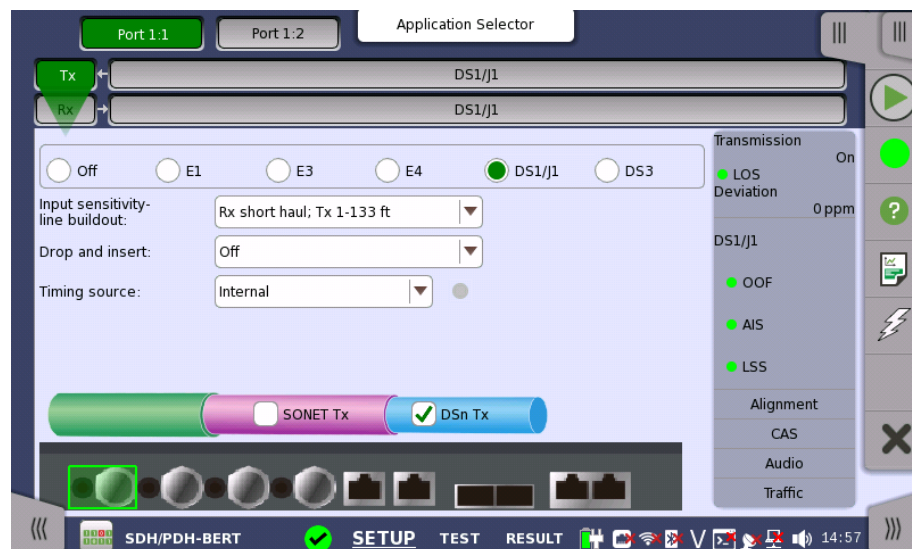 Port 1:1
Port 1:2
Application Selector
Tx
DS1/J1
Rx
DS1/J1
Off
E1
E3
E4
DS1/J1
DS3
Input sensitivity-
line buildout:
Rx short haul; Tx 1-133 ft
Drop and insert:
Off
Timing source:
Internal
SONET Tx
DSn Tx
Transmission
On
LOS
Deviation
0 ppm
DS1/J1
OOF
AIS
LSS
Alignment
CAS
Audio
Traffic
SDH/PDH-BERT
SETUP
TEST
RESULT
V
14:57